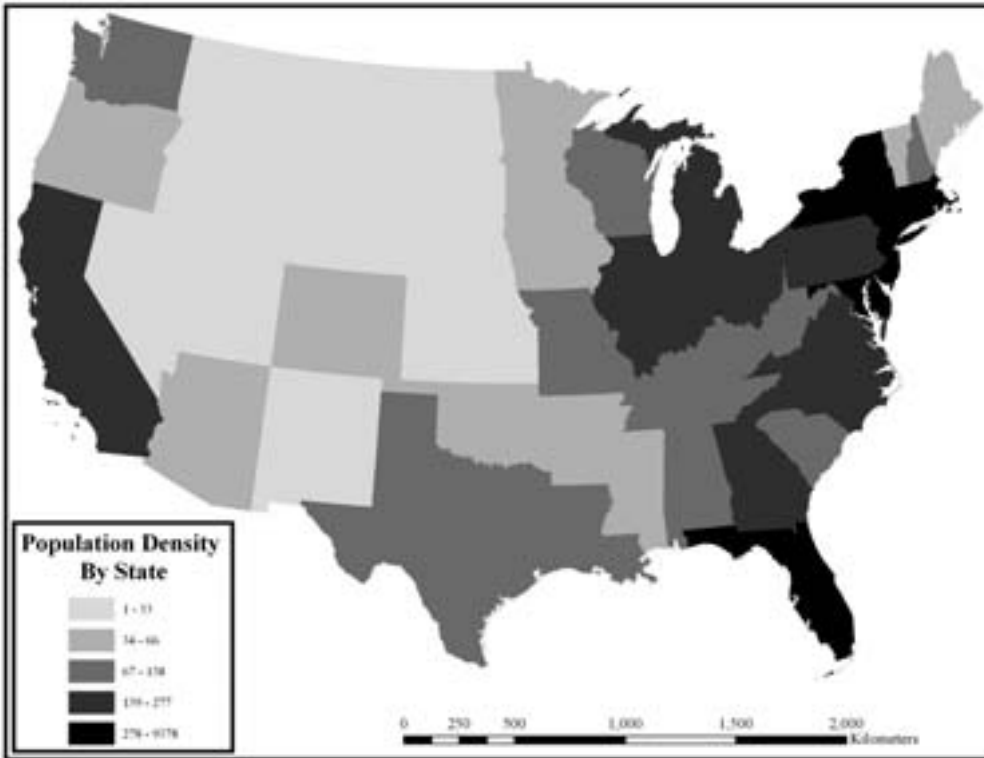 Population Density
By State
1 - 33
34 - 66
67 - 138
139 - 277
278 - 9378
0 250 500 1,000 1,500 2,000
Kilometers